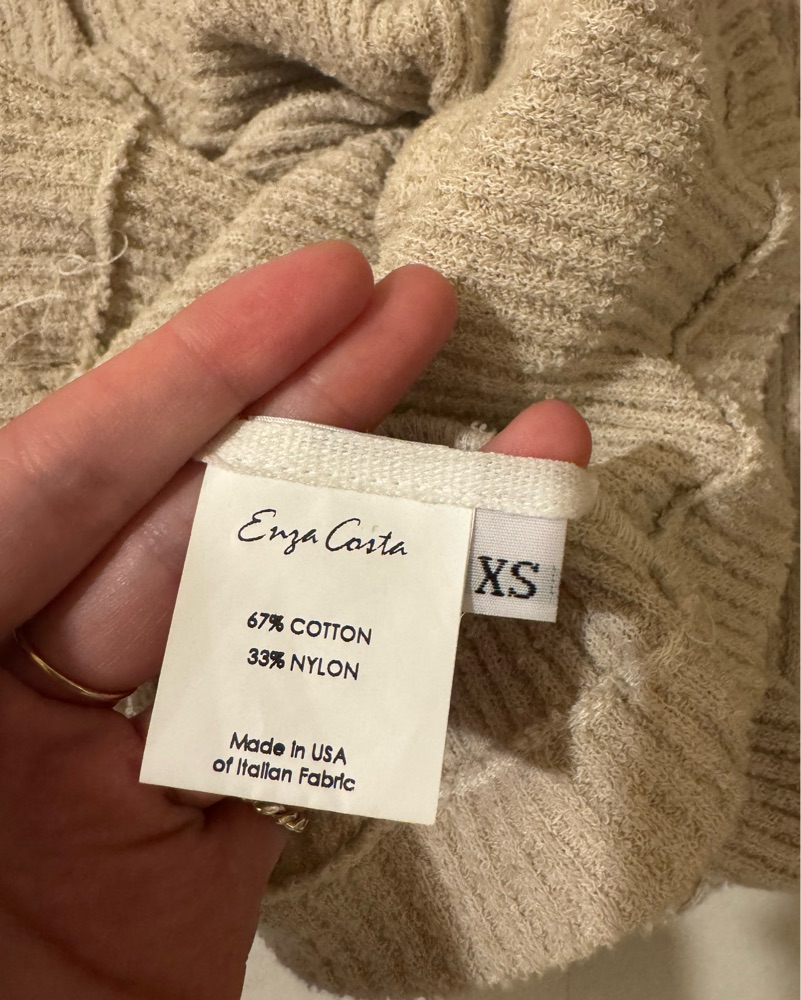 Enza Costa
XS
67% COTTON
33% NYLON
Made in USA
of Italian Fabric